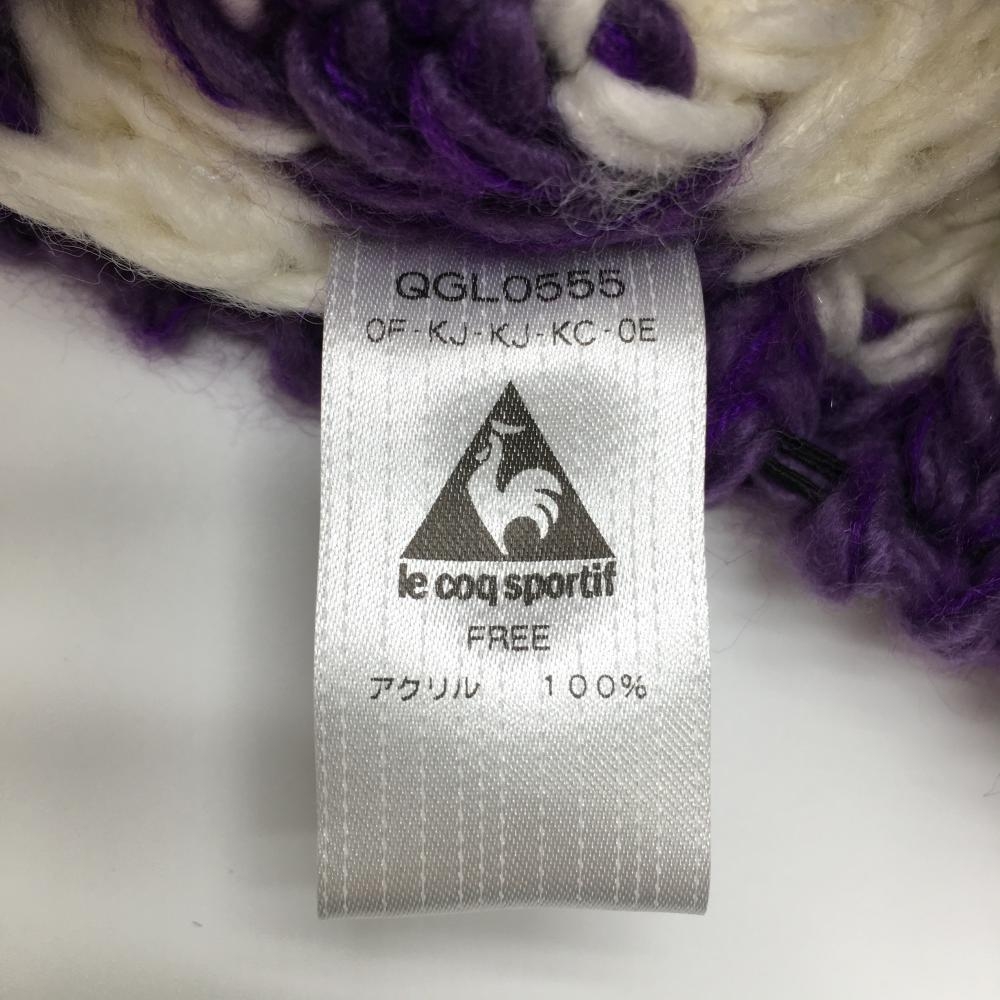 QGL0555
0F-KJ-KJ-KC-0E
le coq sportif
FREE
アクリル 100%